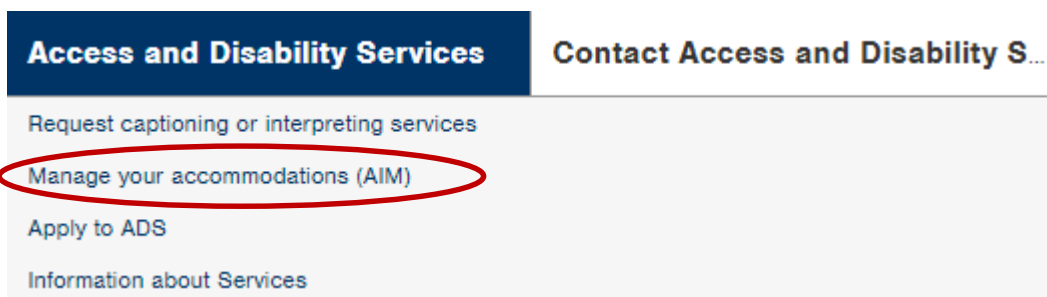 Access and Disability Services
Contact Access and Disability S...
Request captioning or interpreting services
Manage your accommodations (AIM)
Apply to ADS
Information about Services